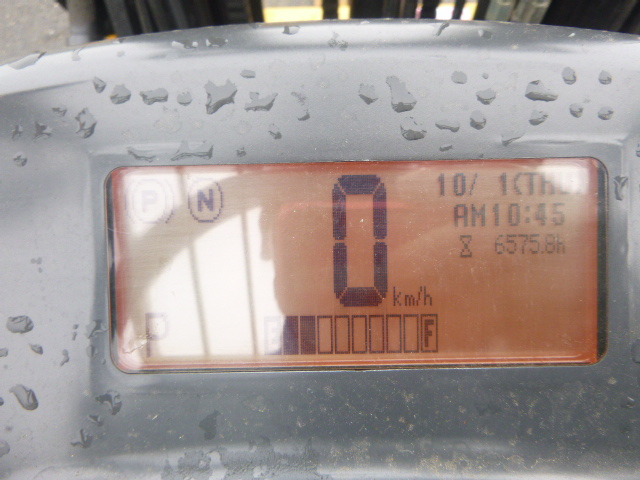 P N
0 km/h
10/ 1(THU)
AM10:45
6575.8h
P
E F